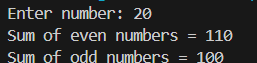 Enter number: 20
Sum of even numbers = 110
Sum of odd numbers = 100